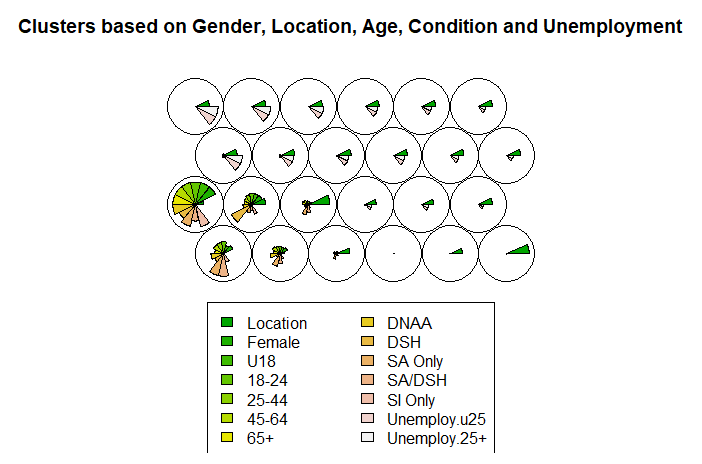 Clusters based on Gender, Location, Age, Condition and Unemployment
Location
Female
U18
18-24
25-44
45-64
65+
DNAA
DSH
SA Only
SA/DSH
SI Only
Unemploy.u25
Unemploy.25+